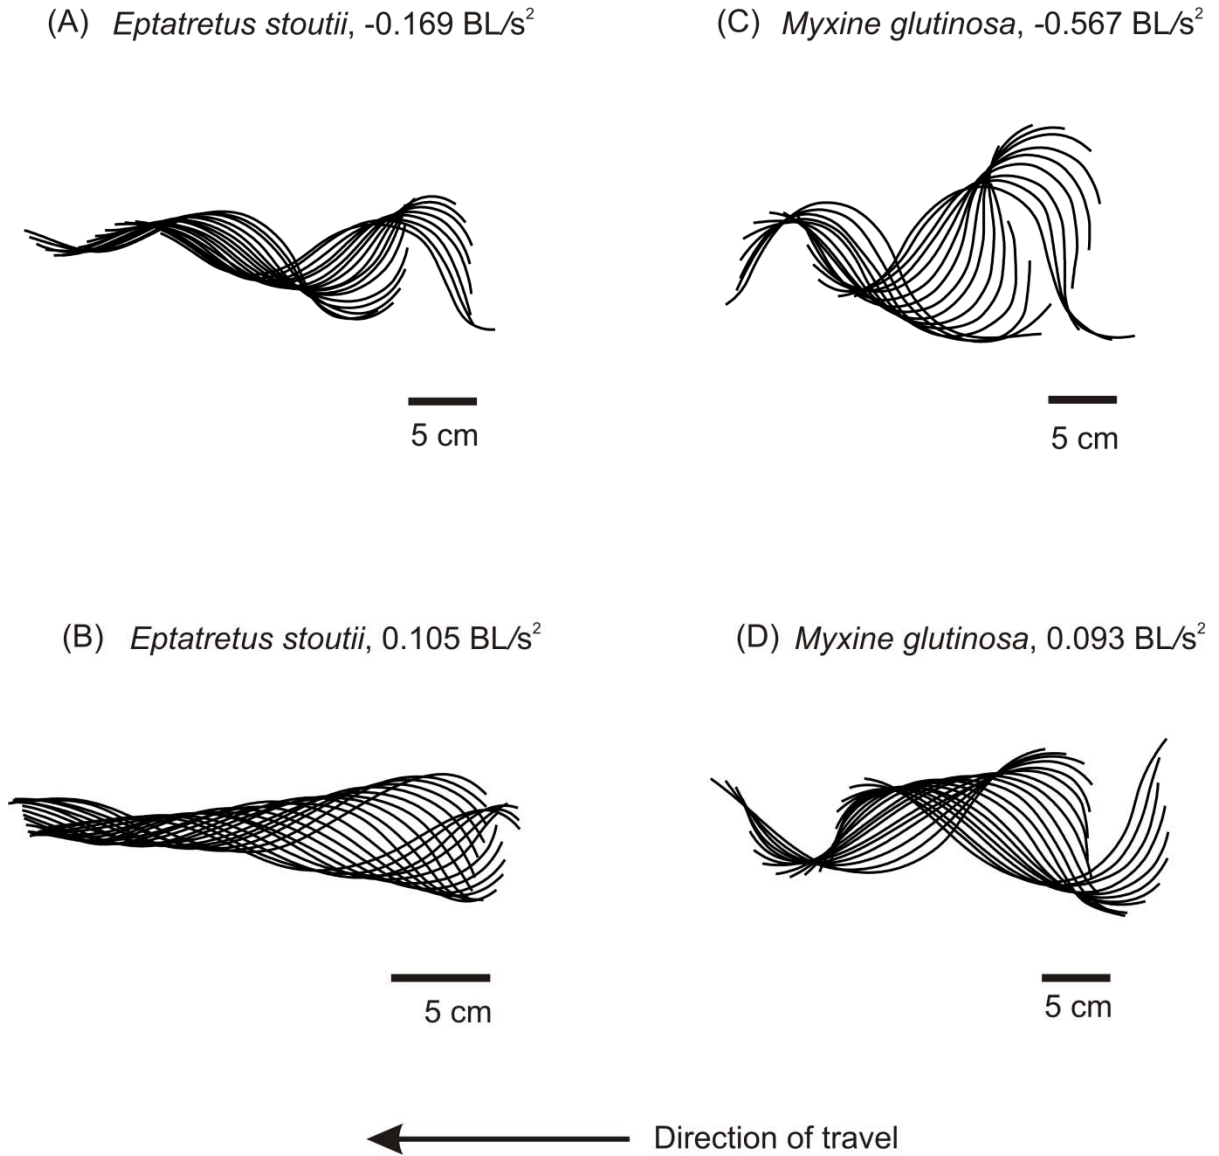 (A) Eptatretus stoutii, -0.169 BL/s²
(C) Myxine glutinosa, -0.567 BL/s²
5 cm
5 cm
(B) Eptatretus stoutii, 0.105 BL/s²
(D) Myxine glutinosa, 0.093 BL/s²
5 cm
5 cm
Direction of travel